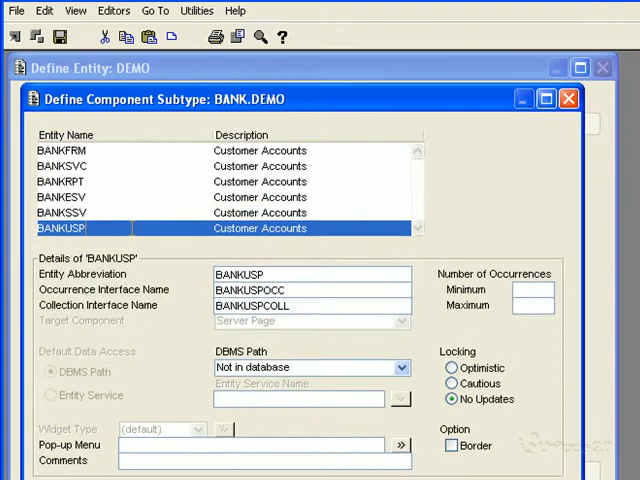 File Edit View Editors Go To Utilities Help
Define Entity: DEMO
Define Component Subtype: BANK.DEMO
Entity Name Description
BANKFRM Customer Accounts
BANKSVC Customer Accounts
BANKRPT Customer Accounts
BANKESV Customer Accounts
BANKSSV Customer Accounts
BANKUSP Customer Accounts
Details of 'BANKUSP'
Entity Abbreviation BANKUSP Number of Occurrences
Occurrence Interface Name BANKUSPOCC Minimum
Collection Interface Name BANKUSPCOLL Maximum
Target Component Server Page
Default Data Access DBMS Path Locking
DBMS Path Not in database Optimistic
Entity Service Name Cautious
Entity Service No Updates
Widget Type (default) Option
Pop-up Menu Border
Comments